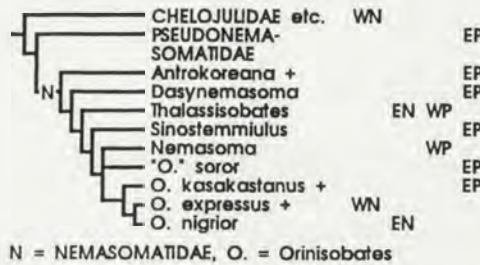 CHELOJULIDAE etc. WN
PSEUDONEMA- EP
SOMATIDAE
Antrokoreana + EP
N Dasynemasoma EP
Thalassisobates EN WP
Sinostemmiulus EP
Nemasoma WP
"O." soror EP
O. kasakastanus + EP
O. expressus + WN
O. nigrior EN
N = NEMASOMATIDAE, O. = Orinisobates